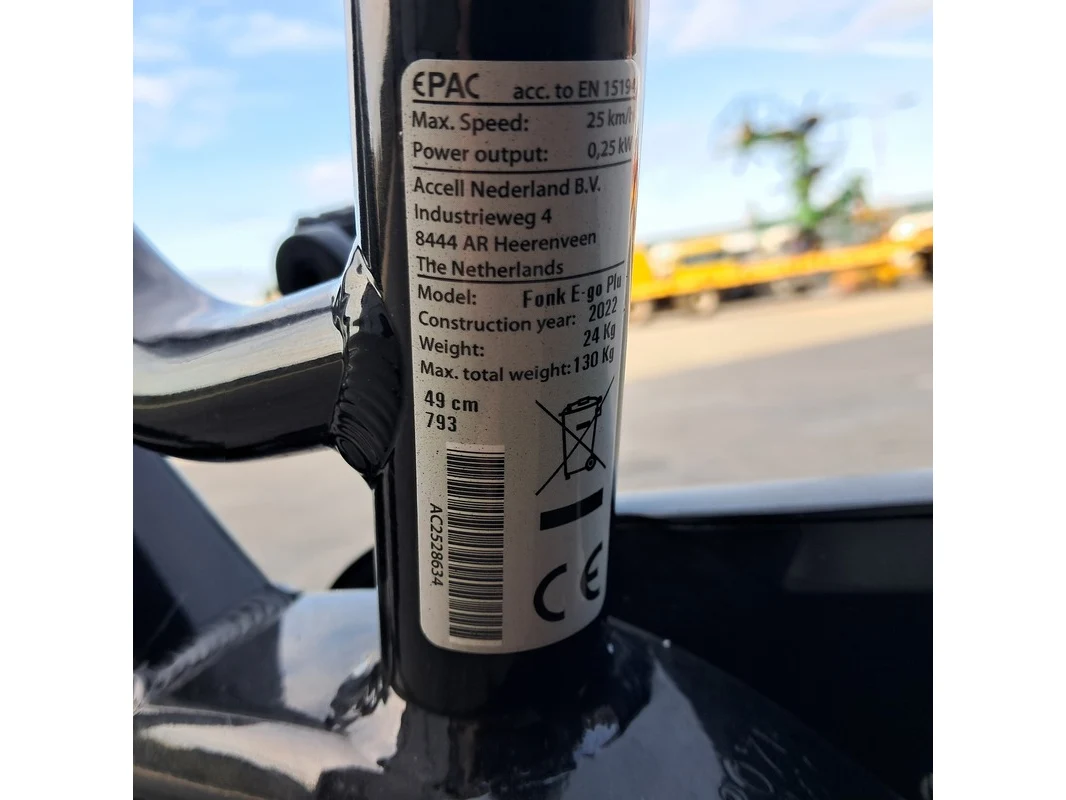 EPAC acc. to EN 15194
Max. Speed: 25 km/h
Power output: 0,25 kW
Accell Nederland B.V.
Industrieweg 4
8444 AR Heerenveen
The Netherlands
Model: Fonk E-go Plu
Construction year: 2022
Weight: 24 Kg
Max. total weight: 130 Kg
49 cm
793
AC2528634
CE